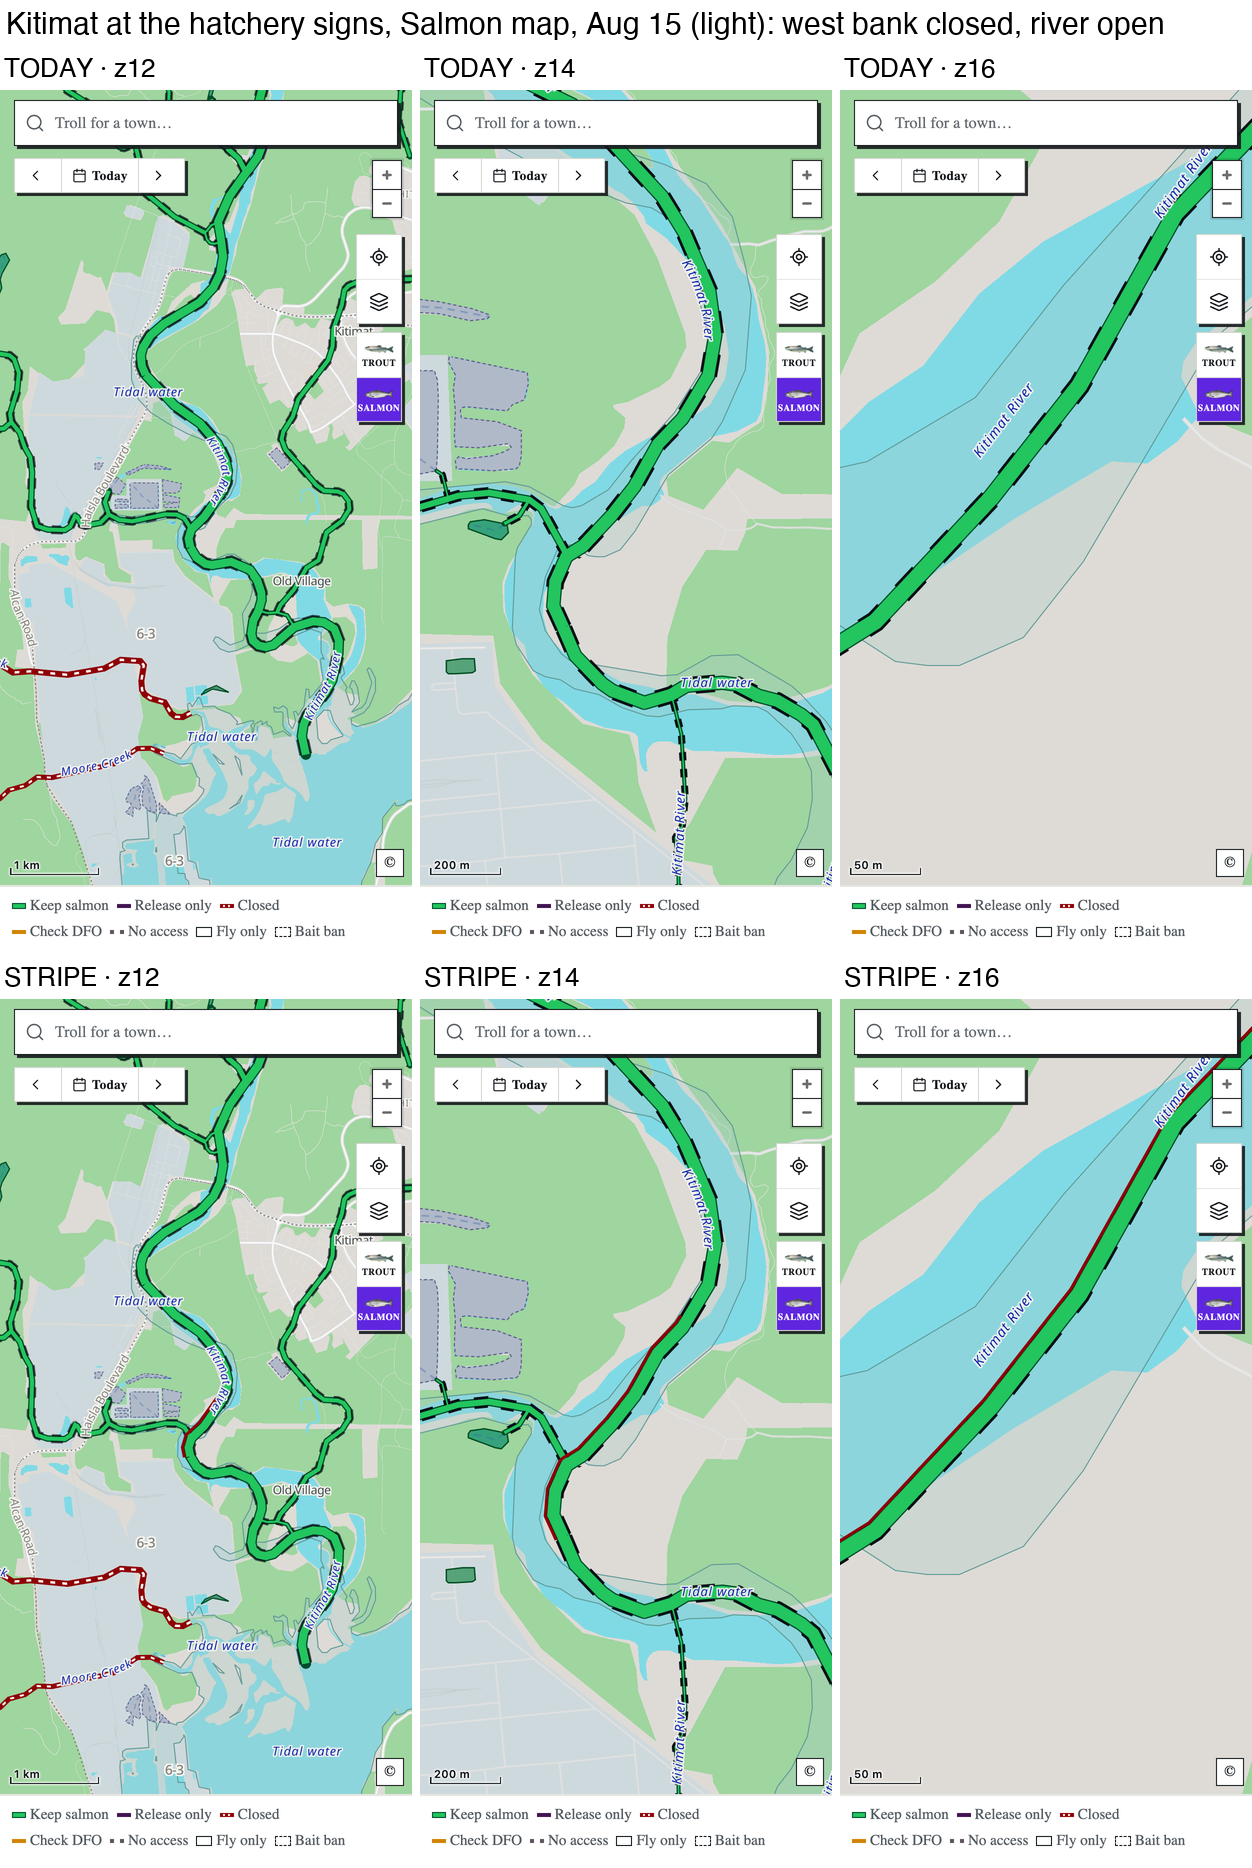 Kitimat at the hatchery signs, Salmon map, Aug 15 (light): west bank closed, river open
TODAY · z12
Troll for a town…
Today
+
−
TROUT
SALMON
Kitimat
Tidal water
Kitimat River
Haisla Boulevard
Old Village
Alcan Road
6-3
Kitimat River
Tidal water
Moore Creek
Tidal water
6-3
1 km
©
Keep salmon
Release only
Closed
Check DFO
No access
Fly only
Bait ban
TODAY · z14
Troll for a town…
Today
+
−
TROUT
SALMON
Kitimat River
Tidal water
Kitimat River
200 m
©
Keep salmon
Release only
Closed
Check DFO
No access
Fly only
Bait ban
TODAY · z16
Troll for a town…
Today
+
−
TROUT
SALMON
Kitimat River
Kitimat River
50 m
©
Keep salmon
Release only
Closed
Check DFO
No access
Fly only
Bait ban
STRIPE · z12
Troll for a town…
Today
+
−
TROUT
SALMON
Kitimat
Tidal water
Kitimat River
Haisla Boulevard
Old Village
Alcan Road
6-3
Kitimat River
Tidal water
Moore Creek
Tidal water
6-3
1 km
©
Keep salmon
Release only
Closed
Check DFO
No access
Fly only
Bait ban
STRIPE · z14
Troll for a town…
Today
+
−
TROUT
SALMON
Kitimat River
Tidal water
Kitimat River
200 m
©
Keep salmon
Release only
Closed
Check DFO
No access
Fly only
Bait ban
STRIPE · z16
Troll for a town…
Today
+
−
TROUT
SALMON
Kitimat River
Kitimat River
50 m
©
Keep salmon
Release only
Closed
Check DFO
No access
Fly only
Bait ban